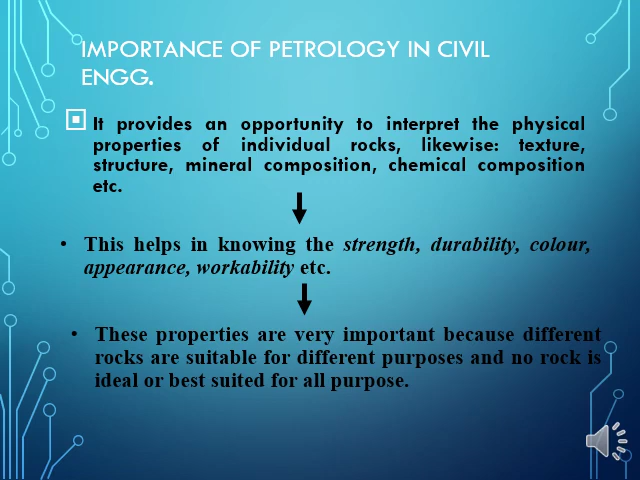 IMPORTANCE OF PETROLOGY IN CIVIL
ENGG.
It provides an opportunity to interpret the physical
properties of individual rocks, likewise: texture,
structure, mineral composition, chemical composition
etc.
• This helps in knowing the strength, durability, colour,
appearance, workability etc.
• These properties are very important because different
rocks are suitable for different purposes and no rock is
ideal or best suited for all purpose.